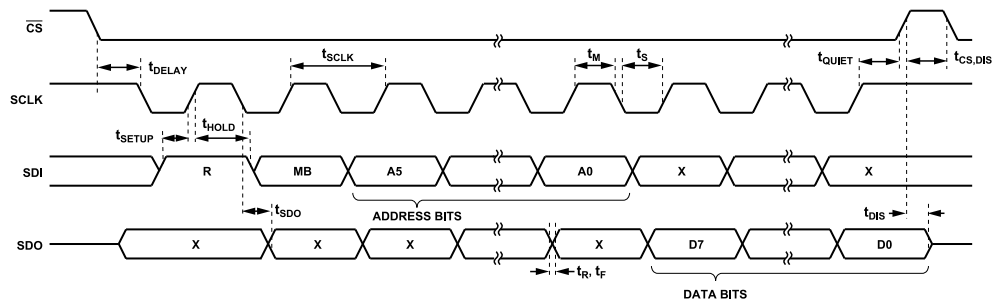 CS
tDELAY
tSCLK
tM
tS
tQUIET
tCS,DIS
SCLK
tSETUP
tHOLD
SDI
R
MB
A5
A0
X
X
ADDRESS BITS
tSDO
tDIS
SDO
X
X
X
X
D7
D0
tR, tF
DATA BITS